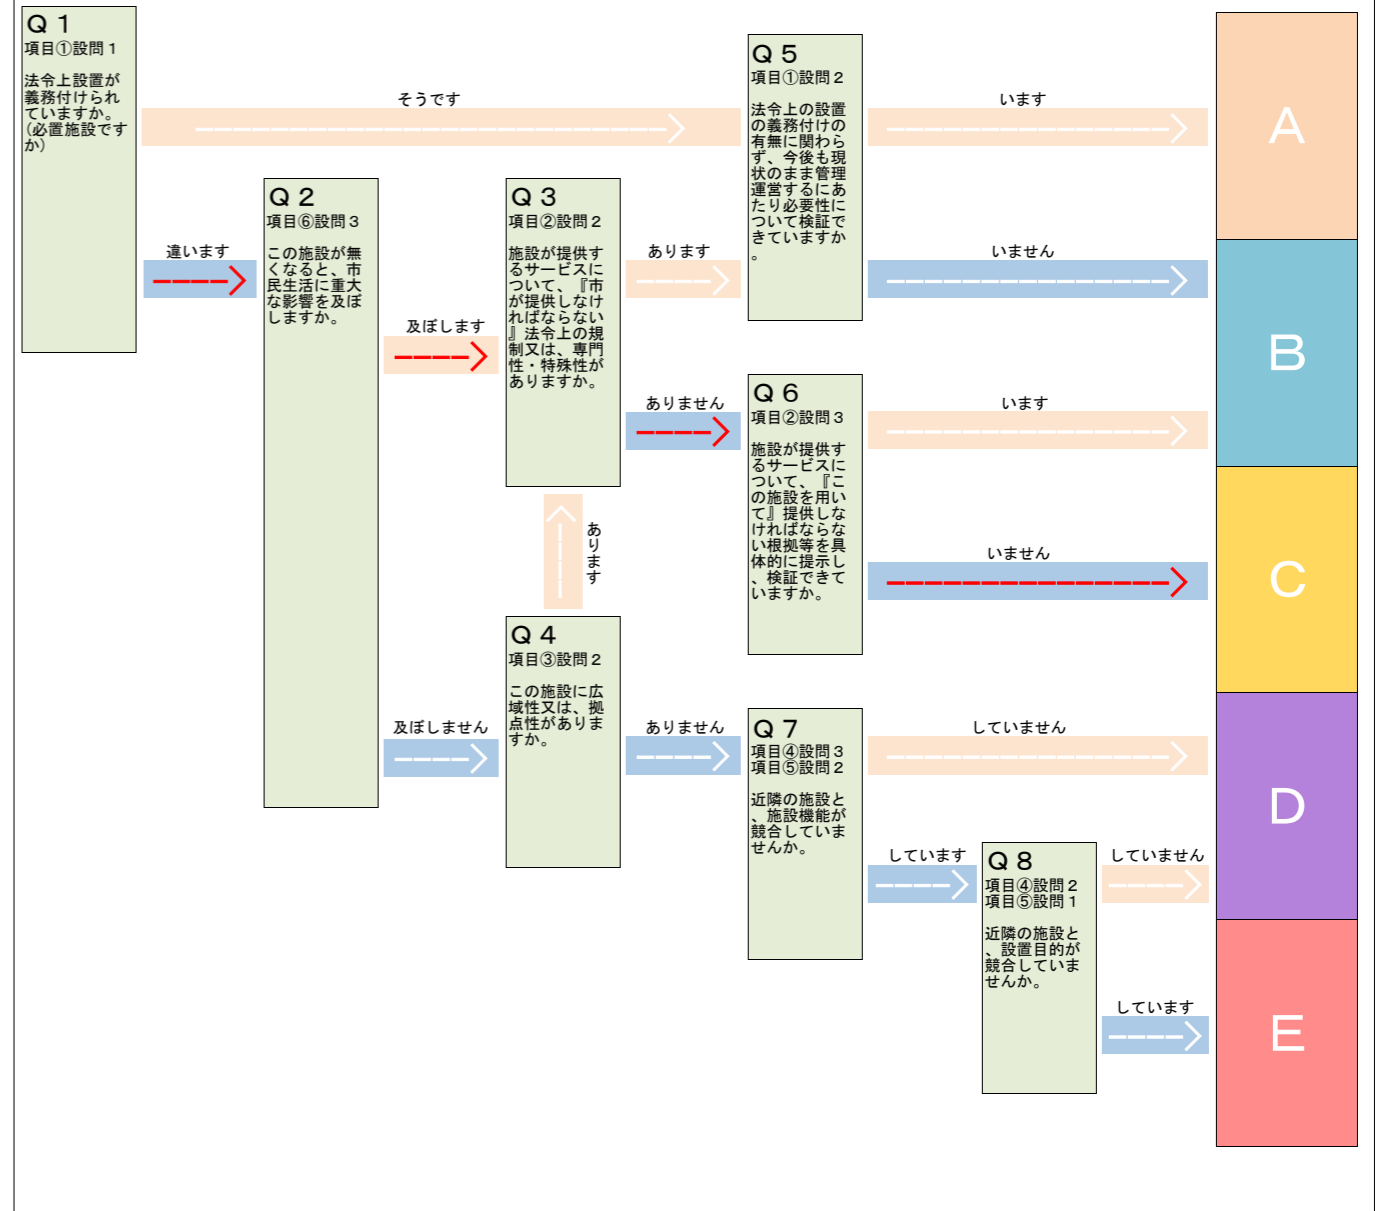 Ｑ１
項目①設問１
法令上設置が
義務付けられ
ていますか。
(必置施設です
か)
そうです
違います
Ｑ２
項目⑥設問３
この施設が無
くなると、市
民生活に重大
な影響を及ぼ
しますか。
及ぼします
及ぼしません
Ｑ３
項目②設問２
施設が提供す
るサービスに
ついて、『市
が提供しなけ
ればならない
』法令上の規
制又は、専門
性・特殊性が
ありますか。
あります
ありません
あります
Ｑ４
項目③設問２
この施設に広
域性又は、拠
点性がありま
すか。
ありません
Ｑ５
項目①設問２
法令上の設置
の義務付けの
有無に関わら
ず、今後も現
状のまま管理
運営するにあ
たり必要性に
ついて検証で
きていますか
。
います
いません
Ｑ６
項目②設問３
施設が提供す
るサービスに
ついて、『こ
の施設を用い
て』提供しな
ければならな
い根拠等を具
体的に提示し
、検証できて
いますか。
います
いません
Ｑ７
項目④設問３
項目⑤設問２
近隣の施設と
、施設機能が
競合していま
せんか。
していません
しています
Ｑ８
項目④設問２
項目⑤設問１
近隣の施設と
、設置目的が
競合していま
せんか。
していません
しています
A
B
C
D
E